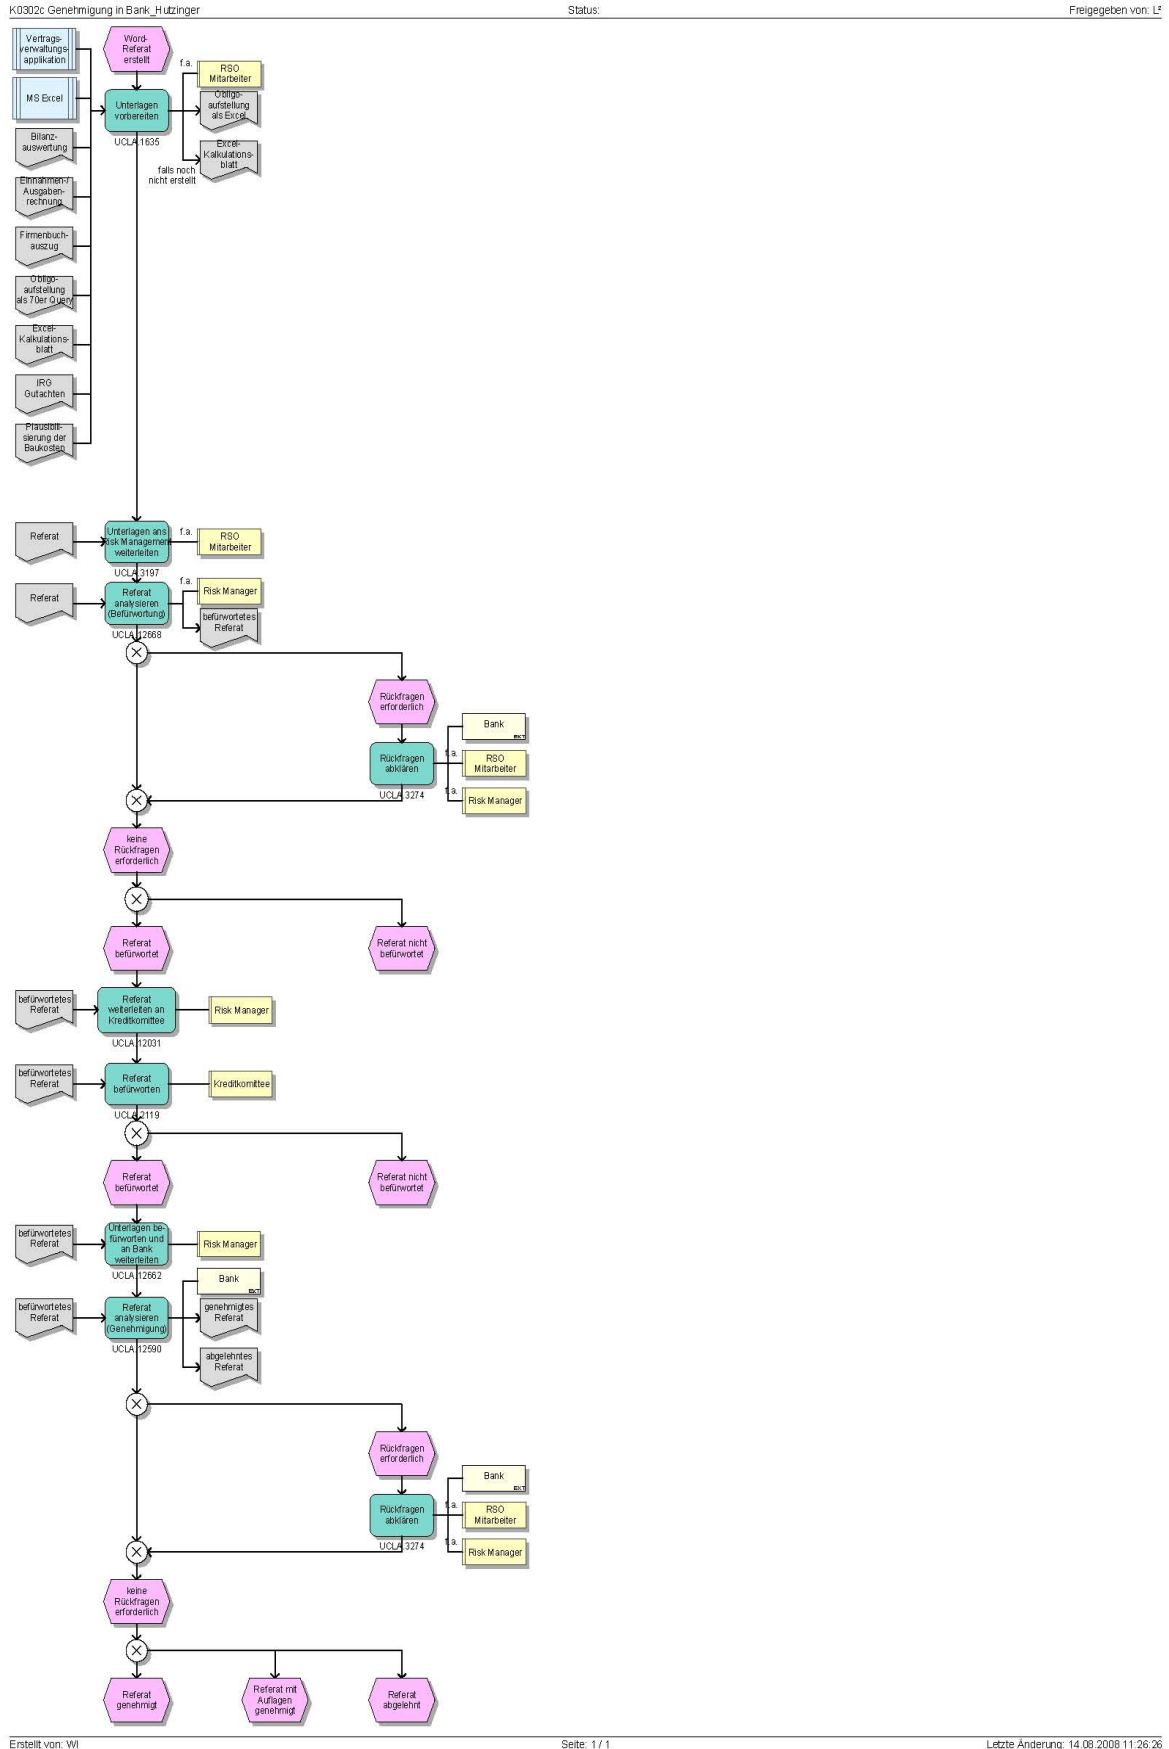 K0302c Genehmigung in Bank_Hutzinger
Status:
Freigegeben von: L²
Vertrags-
verwaltungs-
applikation
MS Excel
Bilanz-
auswertung
Einnahmen-/
Ausgaben-
rechnung
Firmenbuch-
auszug
Obligo-
aufstellung
als 70er Query
Excel-
Kalkulations-
blatt
IRG
Gutachten
Plausibili-
sierung der
Baukosten
Word-
Referat
erstellt
Unterlagen
vorbereiten
UCLA.1635
f.a.
RSO
Mitarbeiter
Obligo-
aufstellung
als Excel
Excel-
Kalkulations-
blatt
falls noch
nicht erstellt
Referat
Unterlagen ans
Risk Management
weiterleiten
UCLA.3197
f.a.
RSO
Mitarbeiter
Referat
Referat
analysieren
(Befürwortung)
UCLA.12668
f.a.
Risk Manager
befürwortetes
Referat
Rückfragen
erforderlich
Rückfragen
abklären
UCLA.3274
Bank
EXT
f.a.
RSO
Mitarbeiter
f.a.
Risk Manager
keine
Rückfragen
erforderlich
Referat
befürwortet
Referat nicht
befürwortet
befürwortetes
Referat
Referat
weiterleiten an
Kreditkomittee
UCLA.12031
Risk Manager
befürwortetes
Referat
Referat
befürworten
UCLA.2119
Kreditkomittee
Referat
befürwortet
Referat nicht
befürwortet
befürwortetes
Referat
Unterlagen be-
fürworten und
an Bank
weiterleiten
UCLA.12662
Risk Manager
befürwortetes
Referat
Referat
analysieren
(Genehmigung)
UCLA.12590
Bank
EXT
genehmigtes
Referat
abgelehntes
Referat
Rückfragen
erforderlich
Rückfragen
abklären
UCLA.3274
Bank
EXT
f.a.
RSO
Mitarbeiter
f.a.
Risk Manager
keine
Rückfragen
erforderlich
Referat
genehmigt
Referat mit
Auflagen
genehmigt
Referat
abgelehnt
Erstellt von: WI
Seite: 1 / 1
Letzte Änderung: 14.08.2008 11:26:26